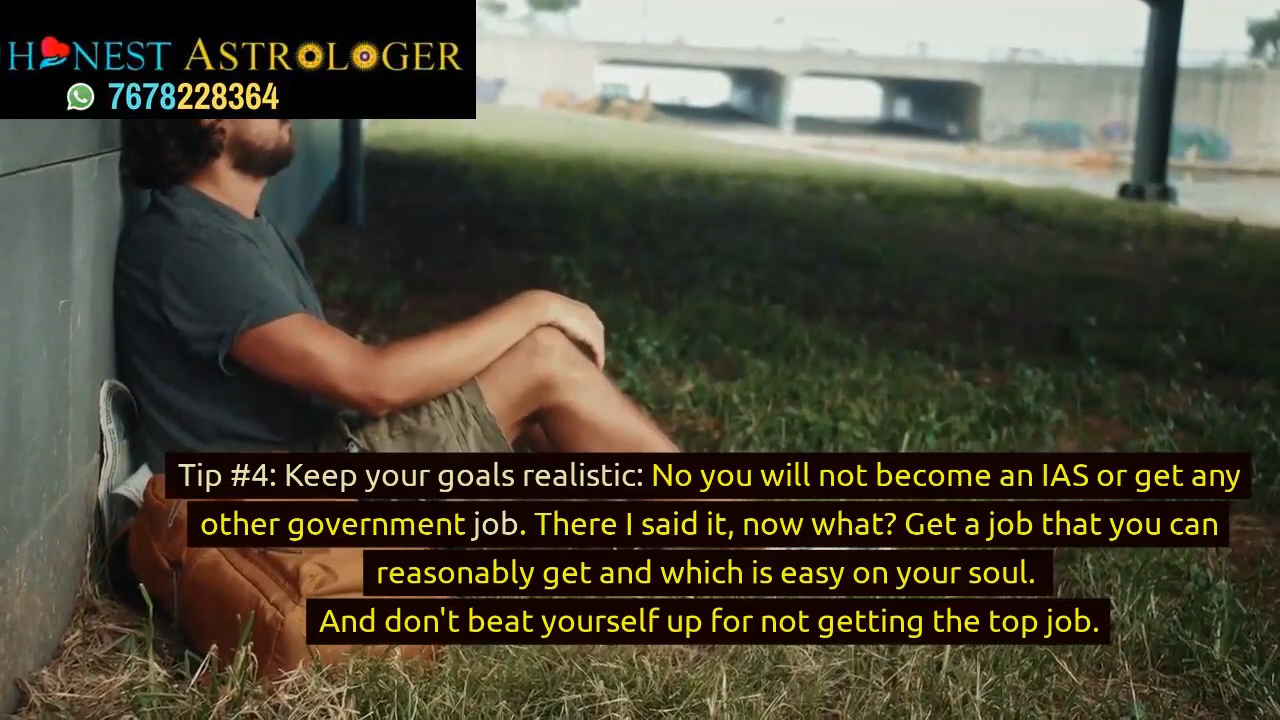 HONEST ASTROLOGER
7678228364
Tip #4: Keep your goals realistic: No you will not become an IAS or get any
other government job. There I said it, now what? Get a job that you can
reasonably get and which is easy on your soul.
And don't beat yourself up for not getting the top job.